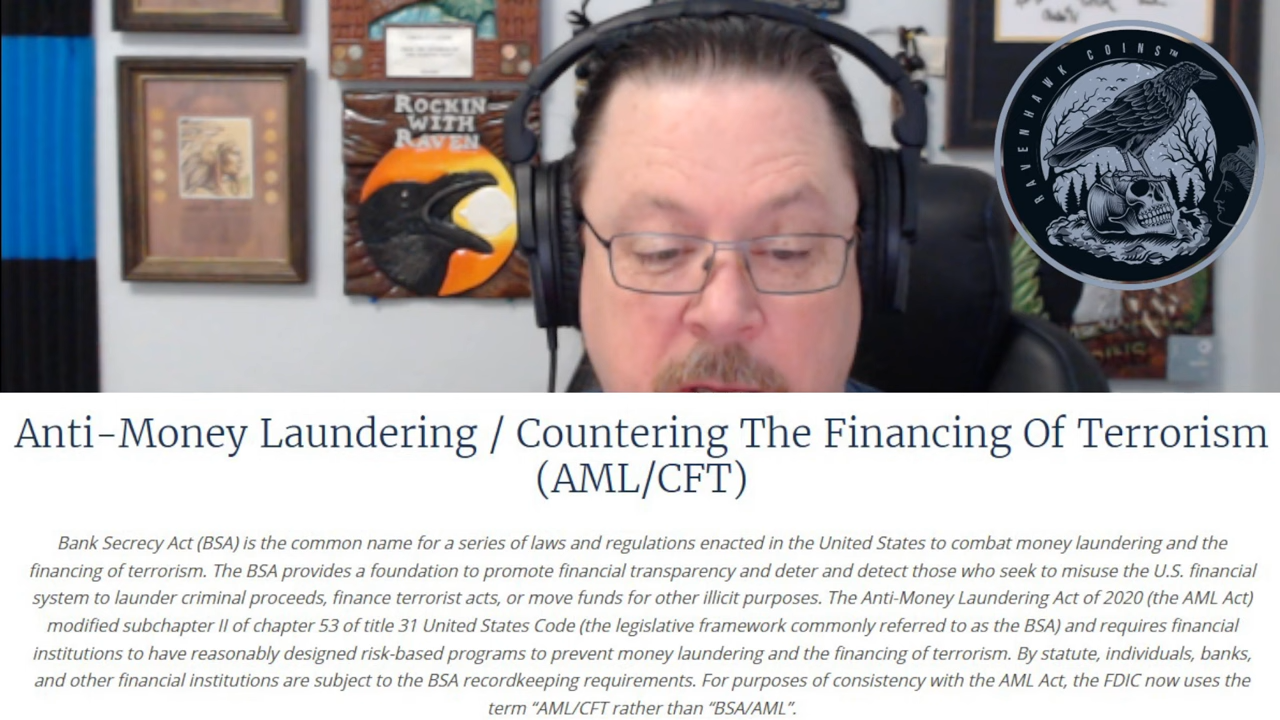 ROCKIN
WITH
RAVEN
RAVENHAWK COINS™
Anti-Money Laundering / Countering The Financing Of Terrorism
(AML/CFT)
Bank Secrecy Act (BSA) is the common name for a series of laws and regulations enacted in the United States to combat money laundering and the
financing of terrorism. The BSA provides a foundation to promote financial transparency and deter and detect those who seek to misuse the U.S. financial
system to launder criminal proceeds, finance terrorist acts, or move funds for other illicit purposes. The Anti-Money Laundering Act of 2020 (the AML Act)
modified subchapter II of chapter 53 of title 31 United States Code (the legislative framework commonly referred to as the BSA) and requires financial
institutions to have reasonably designed risk-based programs to prevent money laundering and the financing of terrorism. By statute, individuals, banks,
and other financial institutions are subject to the BSA recordkeeping requirements. For purposes of consistency with the AML Act, the FDIC now uses the
term “AML/CFT rather than “BSA/AML”.